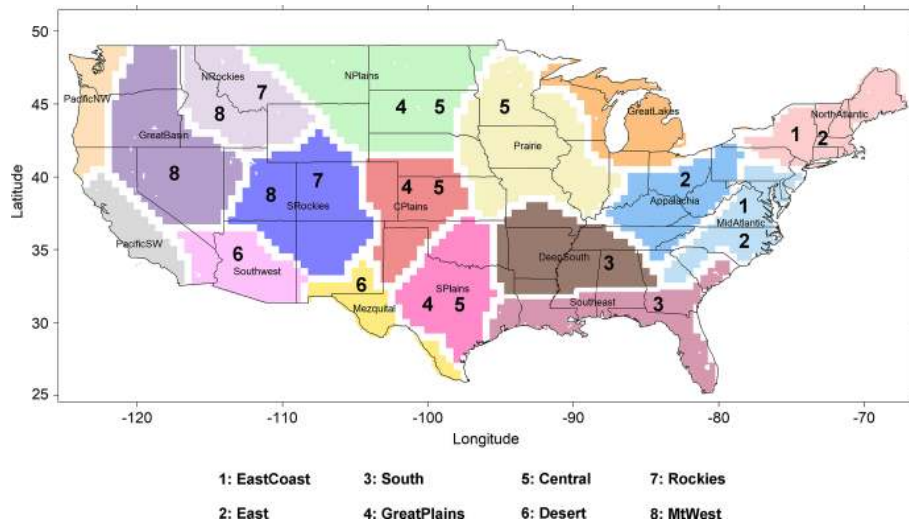 50
45
40
35
30
25
Latitude
-120
-110
-100
-90
-80
-70
Longitude
PacificNW
NRockies
7
8
NPlains
4 5
5
GreatLakes
NorthAtlantic
1
2
GreatBasin
8
Prairie
7
8
SRockies
4 5
CPlains
2
Appalachia
1
MidAtlantic
2
PacificSW
6
Southwest
6
Mezquital
SPlains
4 5
DeepSouth
3
Southeast
3
1: EastCoast 3: South 5: Central 7: Rockies
2: East 4: GreatPlains 6: Desert 8: MtWest